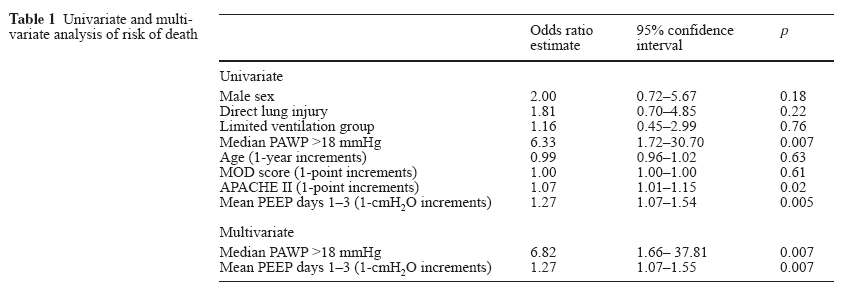 Table 1 Univariate and multi-
variate analysis of risk of death
Odds ratio estimate 95% confidence interval p
Univariate
Male sex 2.00 0.72–5.67 0.18
Direct lung injury 1.81 0.70–4.85 0.22
Limited ventilation group 1.16 0.45–2.99 0.76
Median PAWP >18 mmHg 6.33 1.72–30.70 0.007
Age (1-year increments) 0.99 0.96–1.02 0.63
MOD score (1-point increments) 1.00 1.00–1.00 0.61
APACHE II (1-point increments) 1.07 1.01–1.15 0.02
Mean PEEP days 1–3 (1-cmH₂O increments) 1.27 1.07–1.54 0.005
Multivariate
Median PAWP >18 mmHg 6.82 1.66– 37.81 0.007
Mean PEEP days 1–3 (1-cmH₂O increments) 1.27 1.07–1.55 0.007